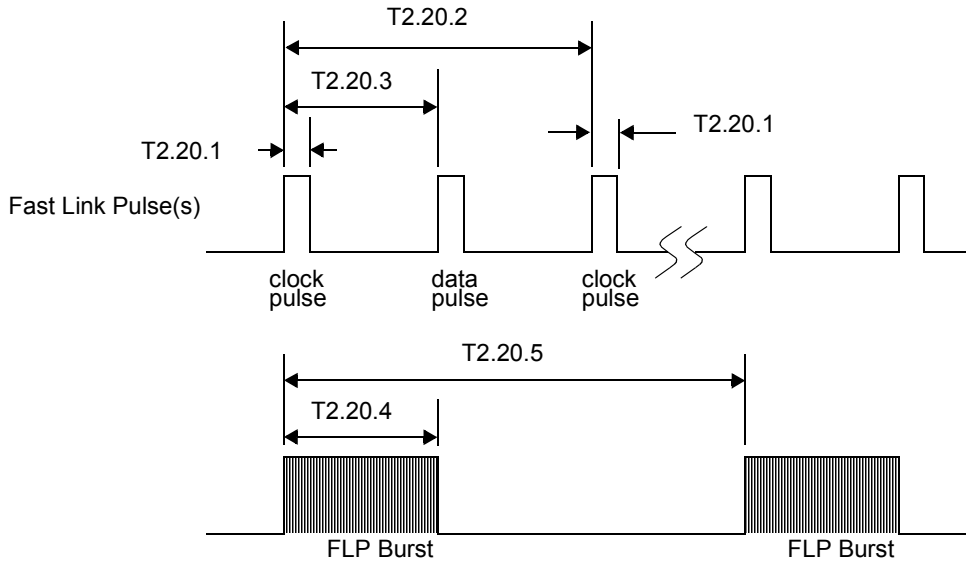 T2.20.2
T2.20.3
T2.20.1
T2.20.1
Fast Link Pulse(s)
clock
pulse
data
pulse
clock
pulse
T2.20.5
T2.20.4
FLP Burst
FLP Burst